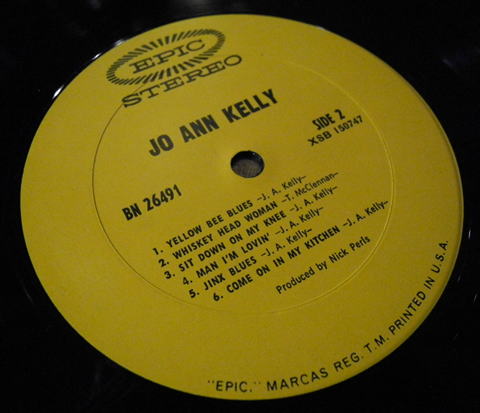 EPIC
STEREO
JO ANN KELLY
BN 26491
SIDE 2
XSB 150747
1. YELLOW BEE BLUES –J. A. Kelly–
2. WHISKEY HEAD WOMAN –T. McClennan–
3. SIT DOWN ON MY KNEE –J. A. Kelly–
4. MAN I'M LOVIN' –J. A. Kelly–
5. JINX BLUES –J. A. Kelly–
6. COME ON IN MY KITCHEN –J. A. Kelly–
Produced by Nick Perls
"EPIC," MARCAS REG. T.M. PRINTED IN U.S.A.